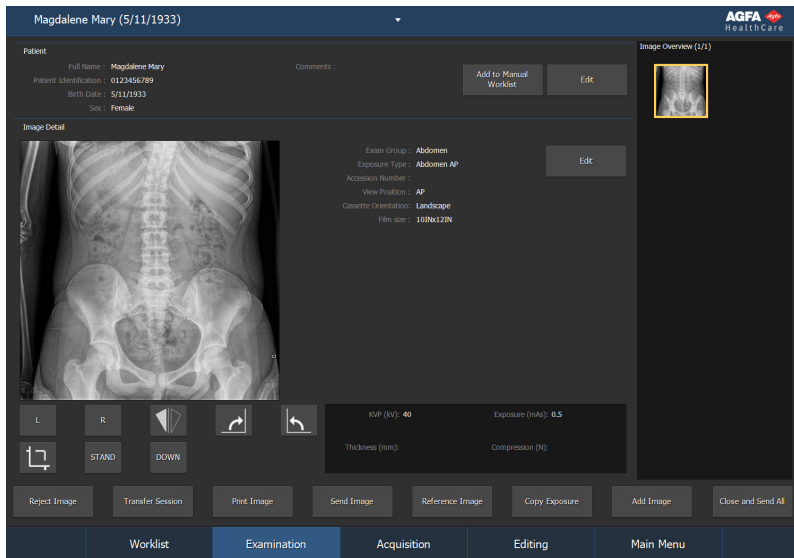 Magdalene Mary (5/11/1933)
AGFA Agfa
HealthCare
Patient
Full Name : Magdalene Mary
Patient Identification : 0123456789
Birth Date : 5/11/1933
Sex : Female
Comments :
Add to Manual
Worklist
Edit
Image Overview (1/1)
Image Detail
Exam Group : Abdomen
Exposure Type : Abdomen AP
Accession Number :
View Position : AP
Cassette Orientation: Landscape
Film size : 10INx12IN
Edit
L R
STAND DOWN
KVP (kV): 40 Exposure (mAs): 0.5
Thickness (mm): Compression (N):
Reject Image Transfer Session Print Image Send Image Reference Image Copy Exposure Add Image Close and Send All
Worklist Examination Acquisition Editing Main Menu